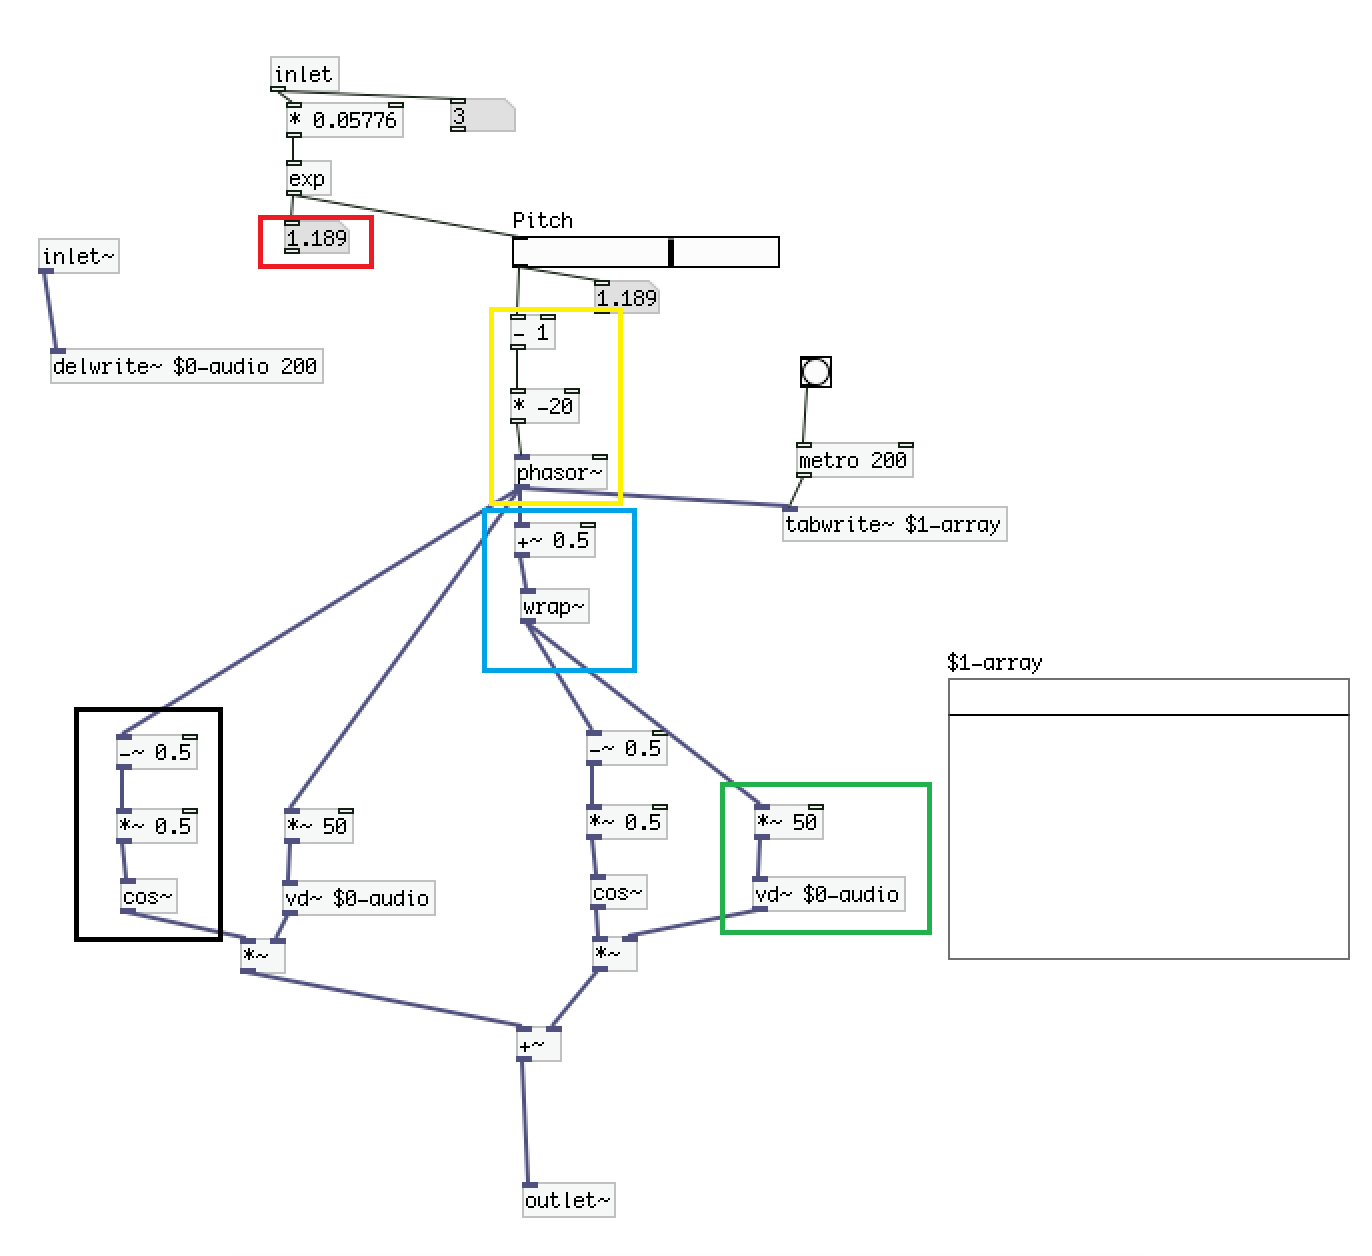 inlet
* 0.05776
3
exp
1.189
Pitch
1.189
inlet~
delwrite~ $0-audio 200
- 1
* -20
phasor~
metro 200
tabwrite~ $1-array
+~ 0.5
wrap~
$1-array
-~ 0.5
*~ 0.5
cos~
*~ 50
vd~ $0-audio
*~
-~ 0.5
*~ 0.5
cos~
*~ 50
vd~ $0-audio
*~
+~
outlet~